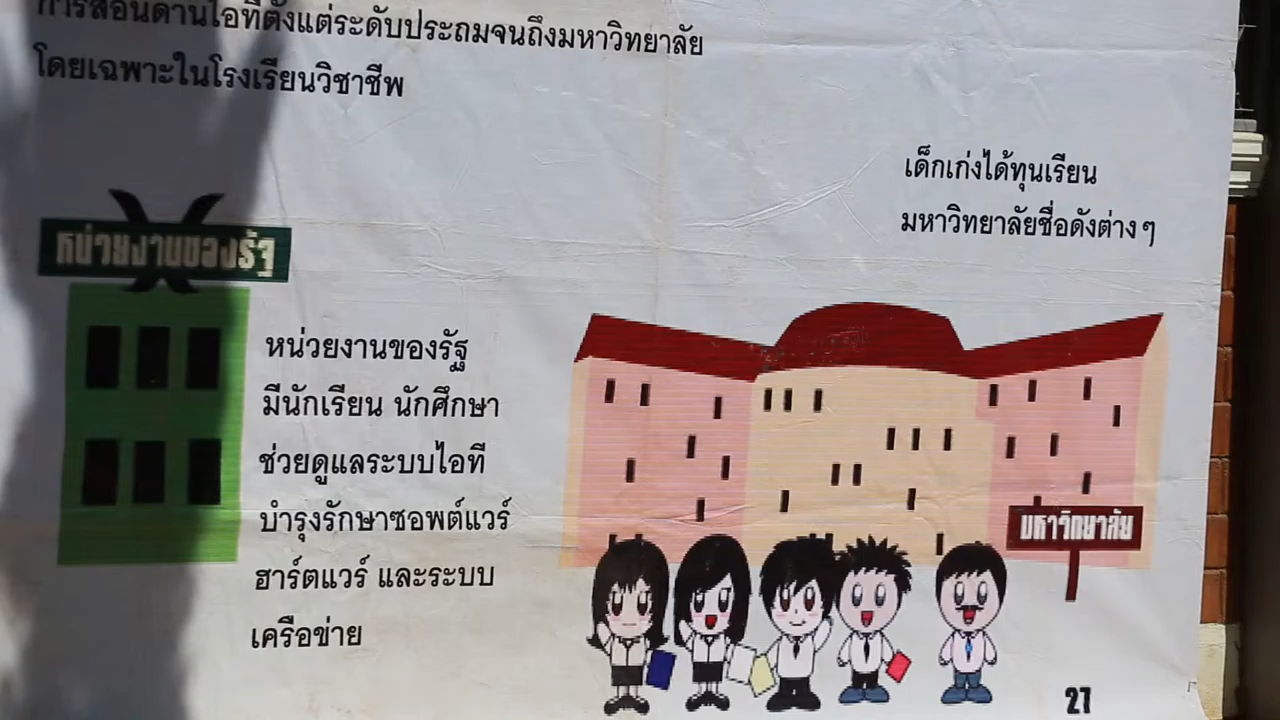 การสอนด้านไอทีตั้งแต่ระดับประถมจนถึงมหาวิทยาลัย
โดยเฉพาะในโรงเรียนวิชาชีพ
เด็กเก่งได้ทุนเรียน
มหาวิทยาลัยชื่อดังต่างๆ
หน่วยงานของรัฐ
หน่วยงานของรัฐ
มีนักเรียน นักศึกษา
ช่วยดูแลระบบไอที
บำรุงรักษาซอพต์แวร์
ฮาร์ตแวร์ และระบบ
เครือข่าย
มหาวิทยาลัย
27